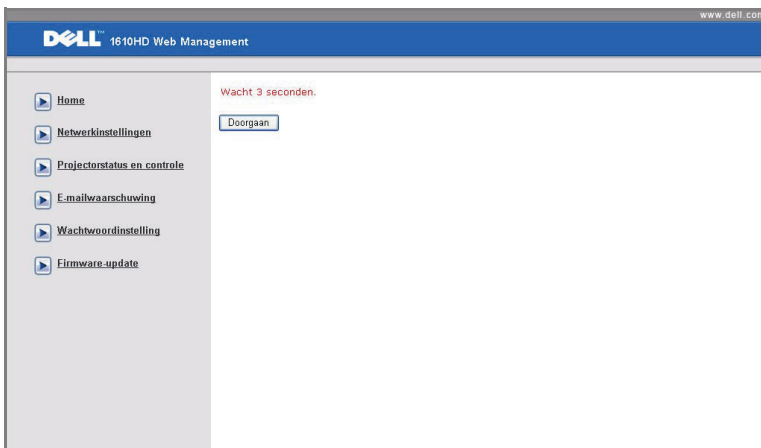 www.dell.com
DELL™ 1610HD Web Management
Home
Netwerkinstellingen
Projectorstatus en controle
E-mailwaarschuwing
Wachtwoordinstelling
Firmware-update
Wacht 3 seconden.
Doorgaan